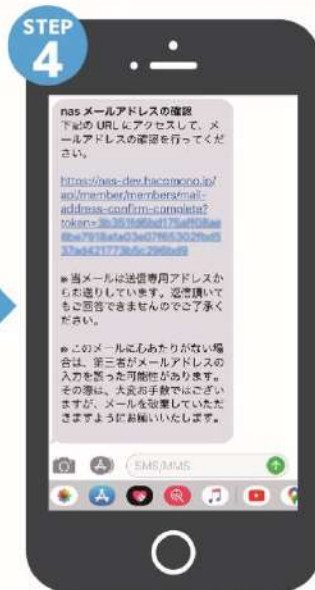 STEP
4
nas メールアドレスの確認
下記の URL にアクセスして、メ
ールアドレスの確認を行ってくだ
さい。
https://nas-dev.hacomono.jp/
api/member/members/mail-
address-confirm-complete?
token=
※当メールは送信専用アドレスか
らお送りしています。返信頂いて
もご回答できませんのでご了承く
ださい。
※このメールに心あたりがない場
合は、第三者がメールアドレスの
入力を誤った可能性があります。
その際は、大変お手数ではござい
ますが、メールを破棄していただ
きますようにお願いいたします。
SMS/MMS